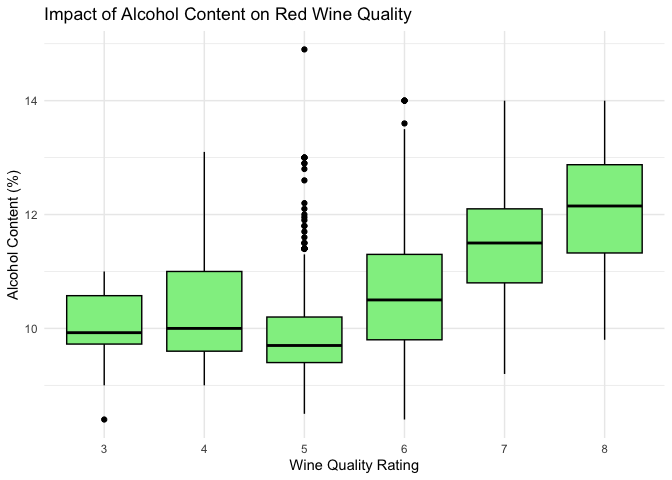 Impact of Alcohol Content on Red Wine Quality
Alcohol Content (%)
14
12
10
3 4 5 6 7 8
Wine Quality Rating